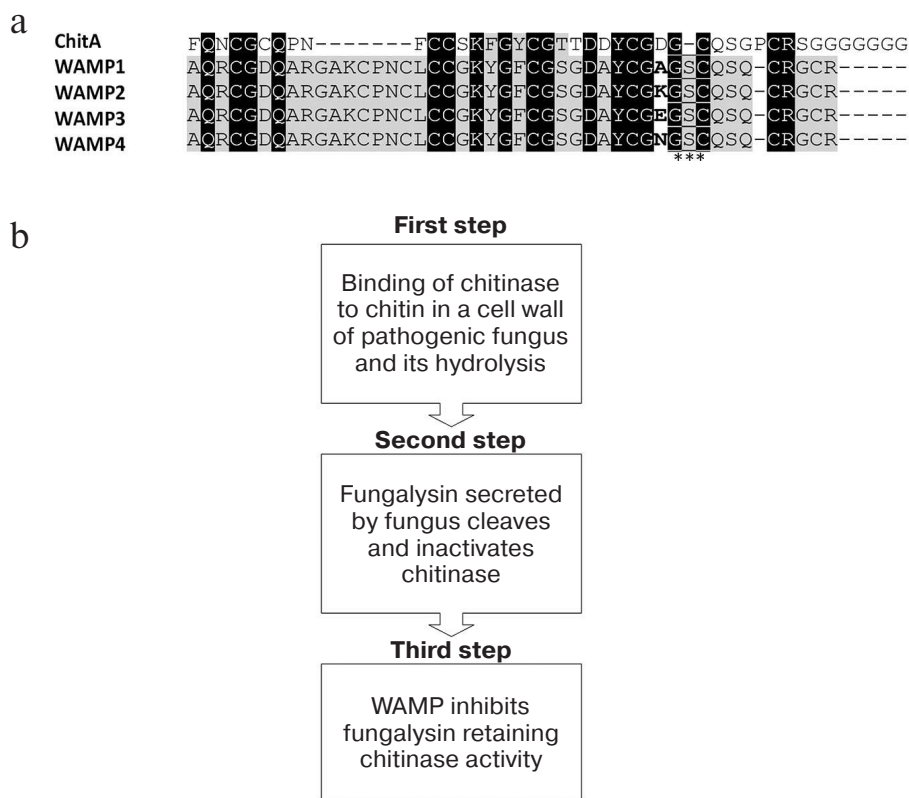 a
ChitA FQNCGCQPN-------FCCSKFGYCGTTDDYCGDG-CQSGPCRSGGGGGGG
WAMP1 AQRCGDQARGAKCPNCLCCGKYGFCGSGDAYCGAGSCQSQ-CRGCR-----
WAMP2 AQRCGDQARGAKCPNCLCCGKYGFCGSGDAYCGKGSCQSQ-CRGCR-----
WAMP3 AQRCGDQARGAKCPNCLCCGKYGFCGSGDAYCGEGSCQSQ-CRGCR-----
WAMP4 AQRCGDQARGAKCPNCLCCGKYGFCGSGDAYCGNGSCQSQ-CRGCR-----
***
b
First step
Binding of chitinase
to chitin in a cell wall
of pathogenic fungus
and its hydrolysis
Second step
Fungalysin secreted
by fungus cleaves
and inactivates
chitinase
Third step
WAMP inhibits
fungalysin retaining
chitinase activity